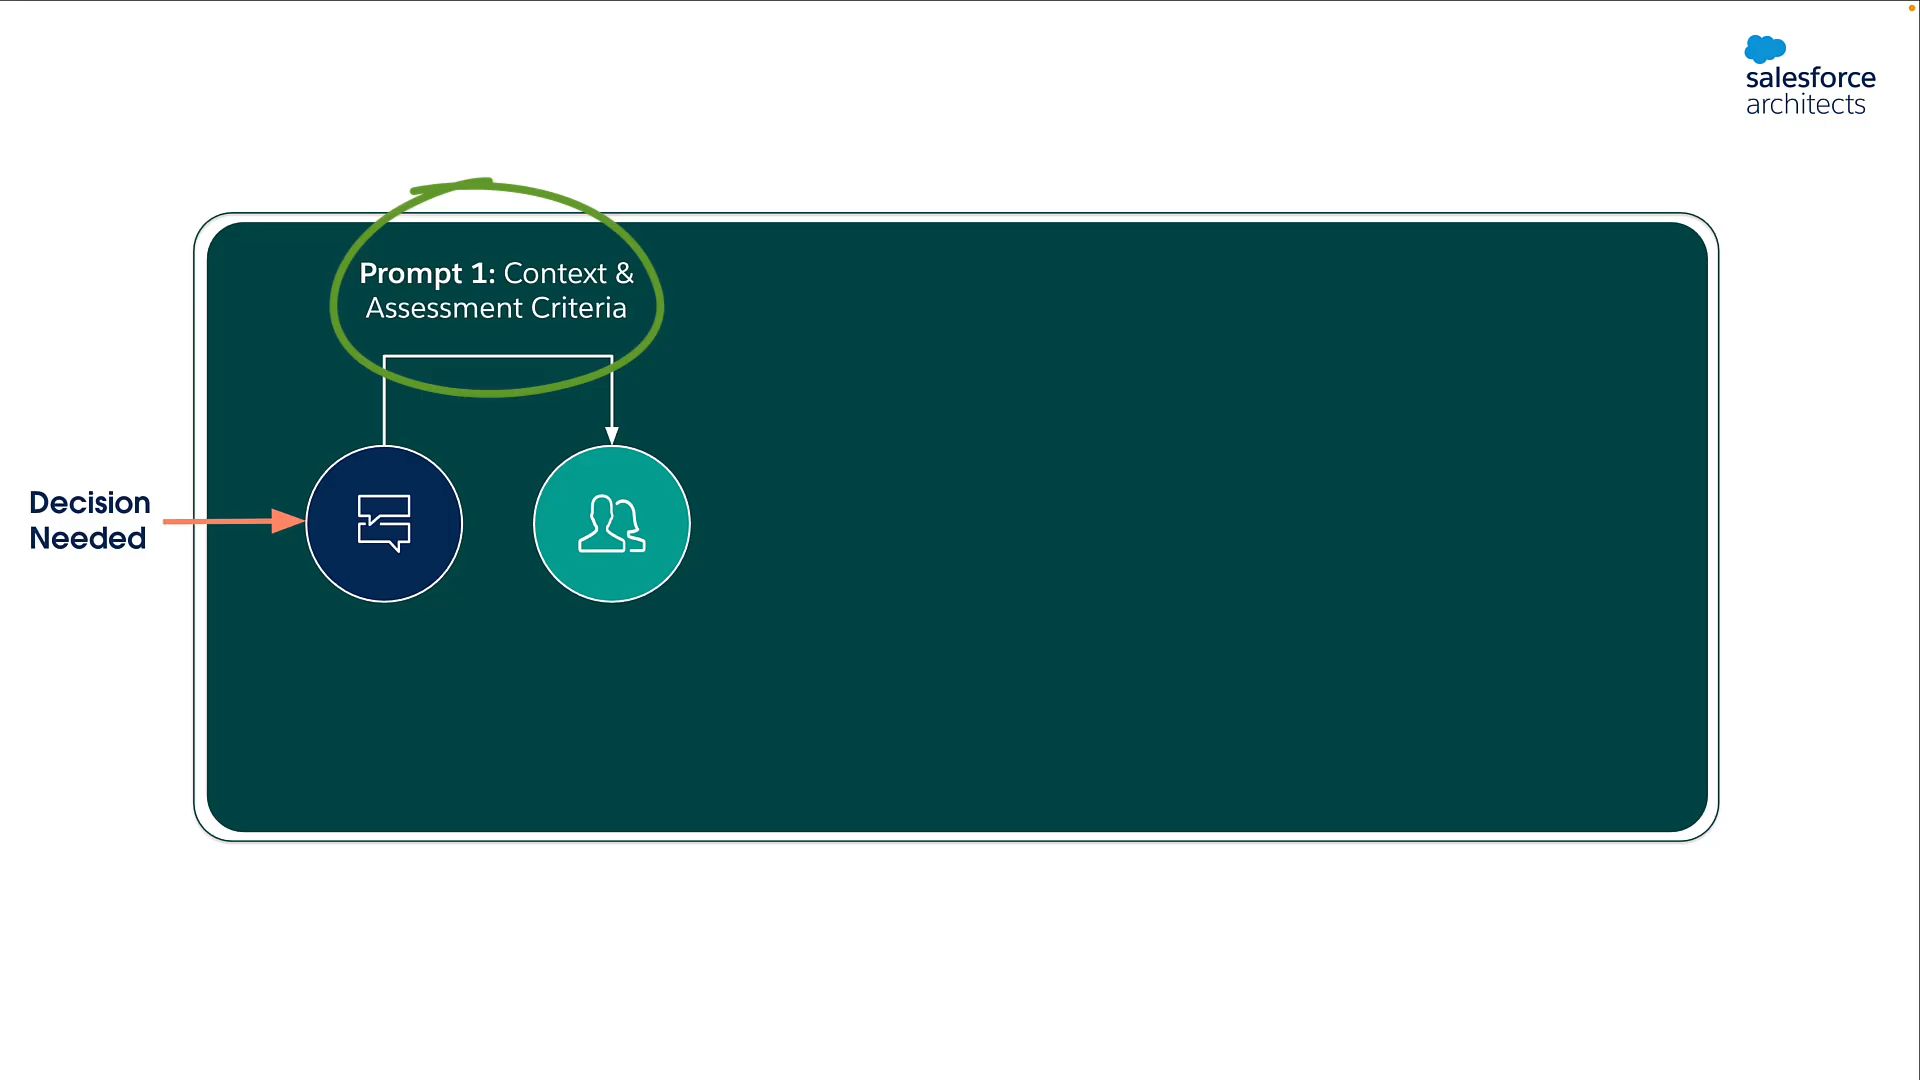 salesforce
architects
Prompt 1: Context &
Assessment Criteria
Decision
Needed